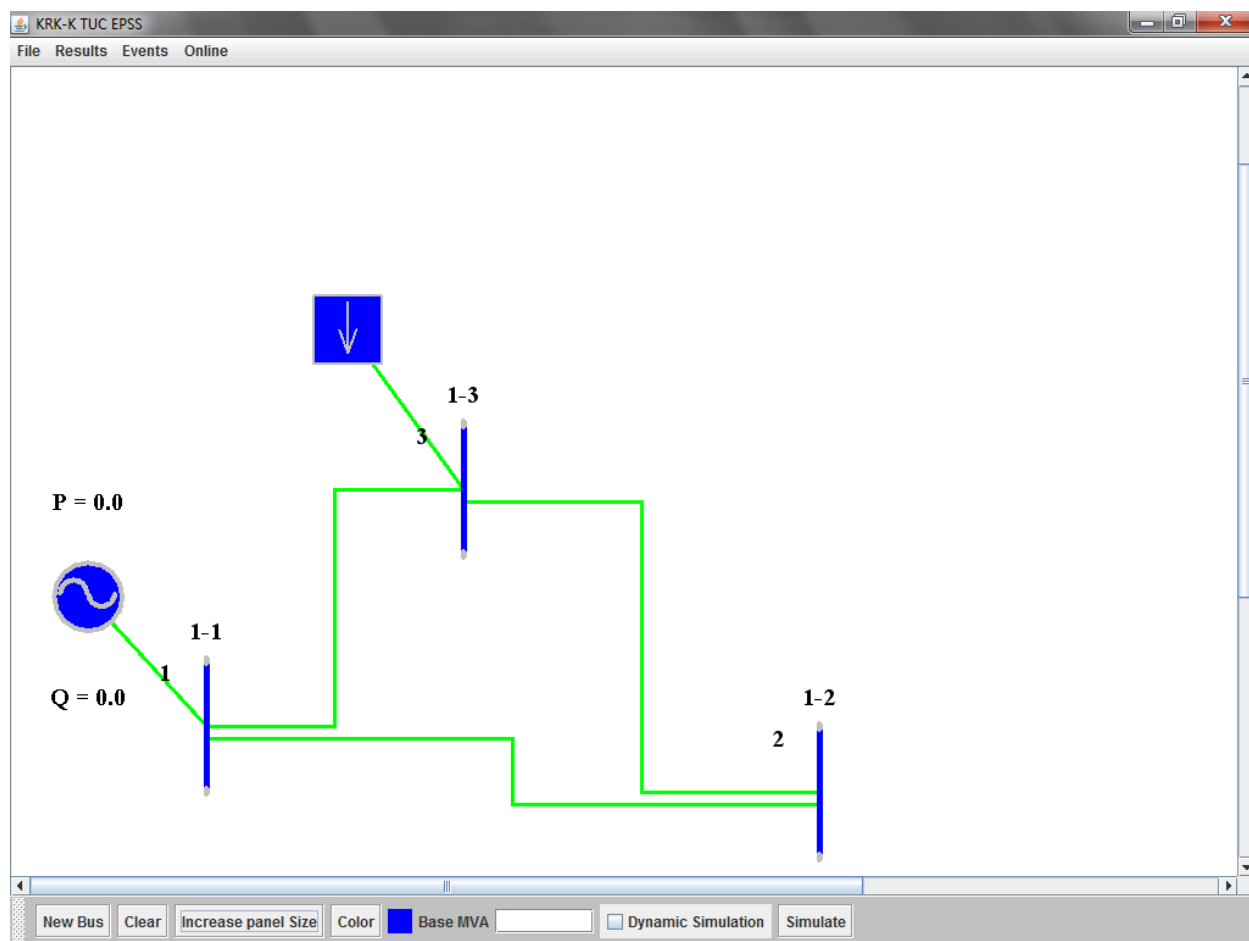 KRK-K TUC EPSS
File Results Events Online
1-3
3
P = 0.0
1-1
1
Q = 0.0
1-2
2
New Bus Clear Increase panel Size Color Base MVA Dynamic Simulation Simulate